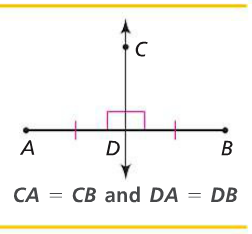 C
A D B
CA = CB and DA = DB